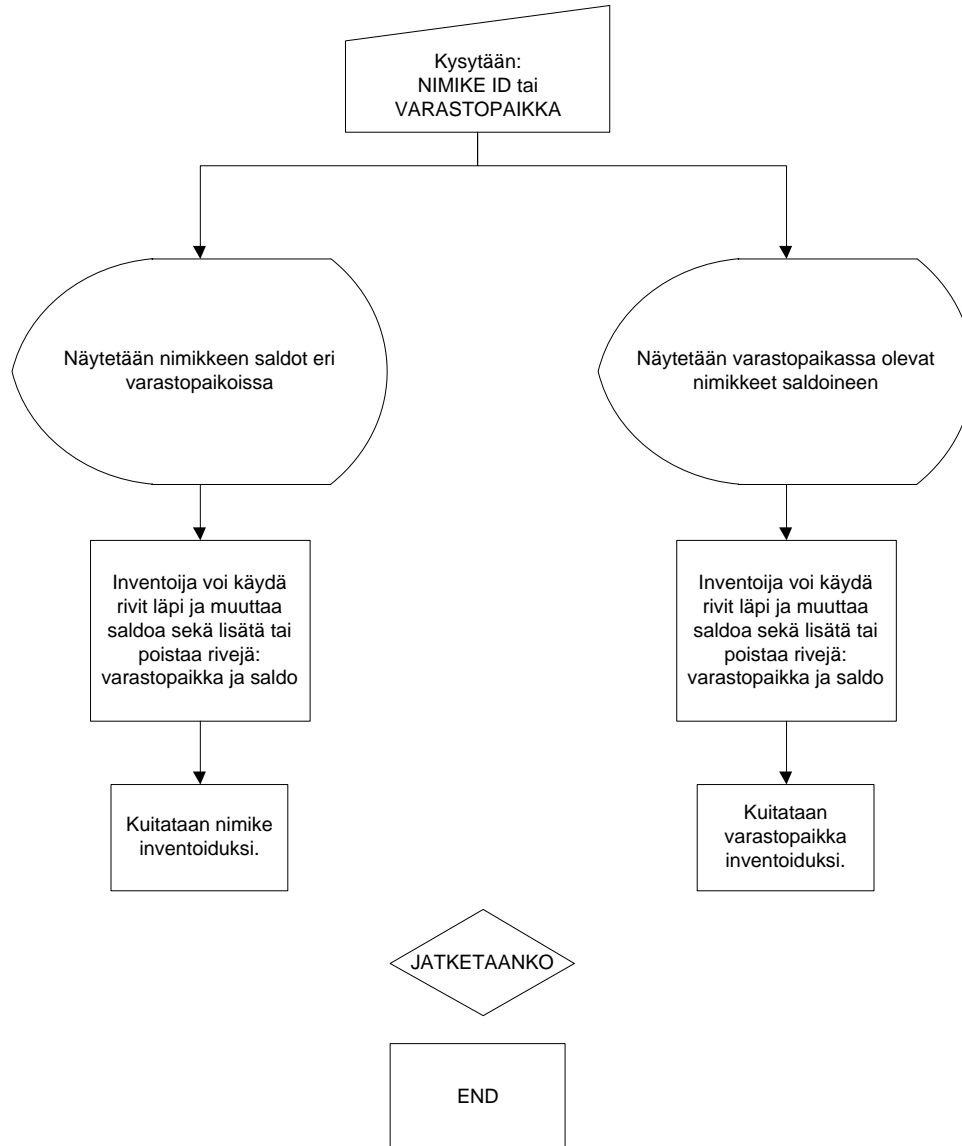 Kysytään:
NIMIKE ID tai
VARASTOPAIKKA
Näytetään nimikkeen saldot eri
varastopaikoissa
Näytetään varastopaikassa olevat
nimikkeet saldoineen
Inventoija voi käydä
rivit läpi ja muuttaa
saldoa sekä lisätä tai
poistaa rivejä:
varastopaikka ja saldo
Inventoija voi käydä
rivit läpi ja muuttaa
saldoa sekä lisätä tai
poistaa rivejä:
varastopaikka ja saldo
Kuitataan nimike
inventoiduksi.
Kuitataan
varastopaikka
inventoiduksi.
JATKETAANKO
END